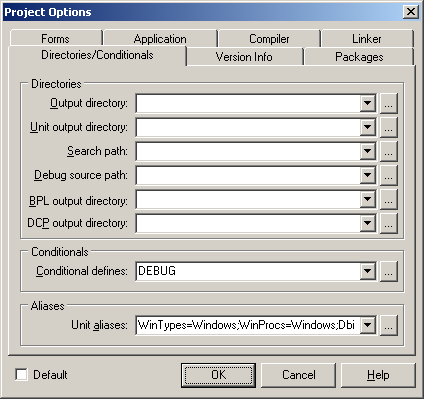 Project Options
Forms Application Compiler Linker
Directories/Conditionals Version Info Packages
Directories
Output directory: ...
Unit output directory: ...
Search path: ...
Debug source path: ...
BPL output directory: ...
DCP output directory: ...
Conditionals
Conditional defines: DEBUG ...
Aliases
Unit aliases: WinTypes=Windows;WinProcs=Windows;Dbi ...
Default OK Cancel Help